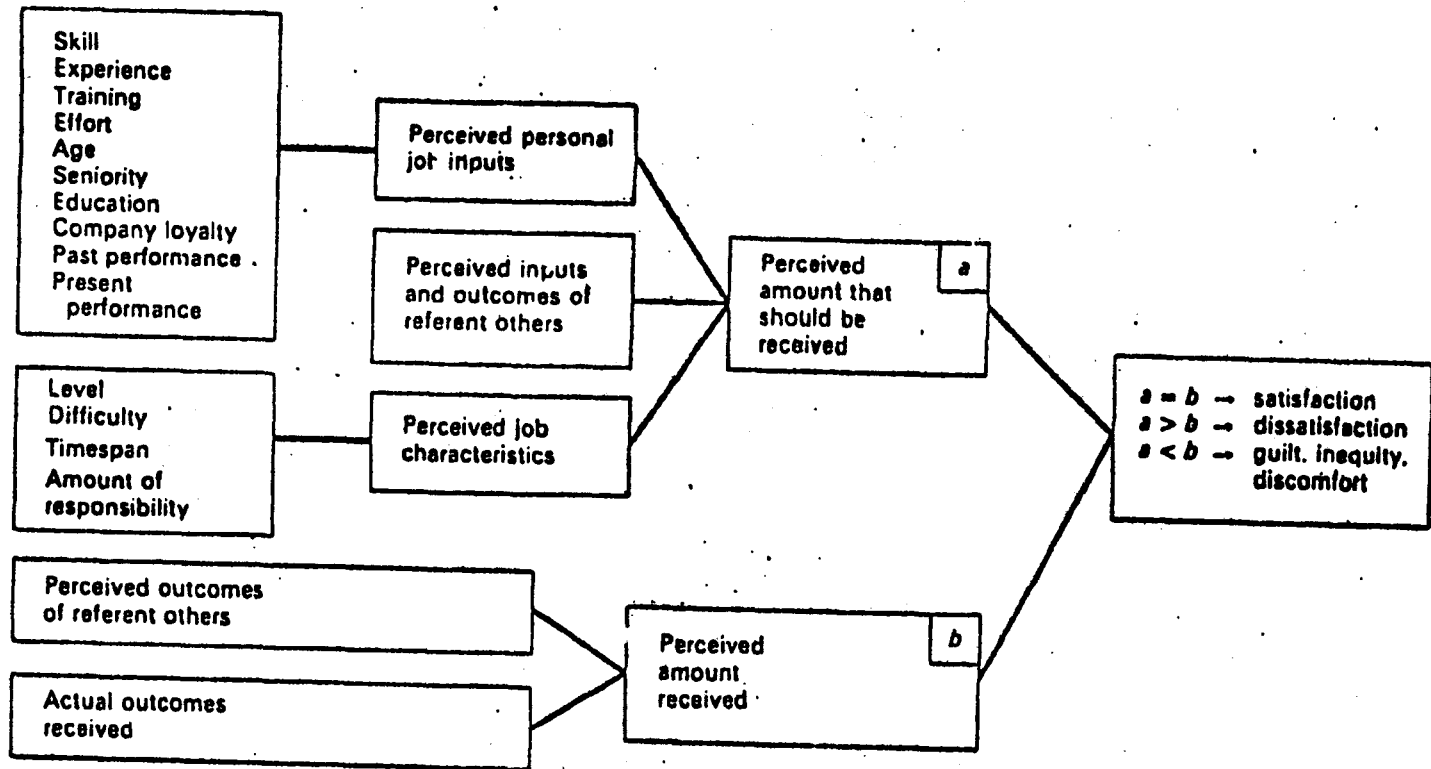 Skill
Experience
Training
Effort
Age
Seniority
Education
Company loyalty
Past performance
Present
performance
Perceived personal
job inputs
Perceived inputs
and outcomes of
referent others
Level
Difficulty
Timespan
Amount of
responsibility
Perceived job
characteristics
Perceived
amount that
should be
received
a
a = b → satisfaction
a > b → dissatisfaction
a < b → guilt, inequity,
discomfort
Perceived outcomes
of referent others
Actual outcomes
received
Perceived
amount
received
b